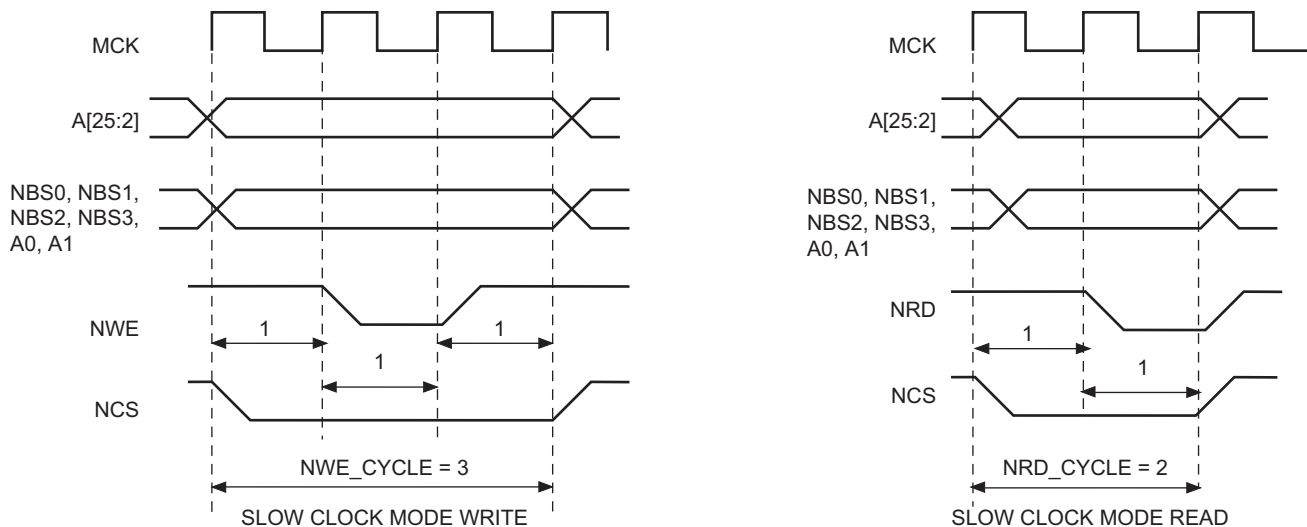 MCK
A[25:2]
NBS0, NBS1,
NBS2, NBS3,
A0, A1
NWE
1
1
1
NCS
NWE_CYCLE = 3
SLOW CLOCK MODE WRITE
MCK
A[25:2]
NBS0, NBS1,
NBS2, NBS3,
A0, A1
NRD
1
1
NCS
NRD_CYCLE = 2
SLOW CLOCK MODE READ